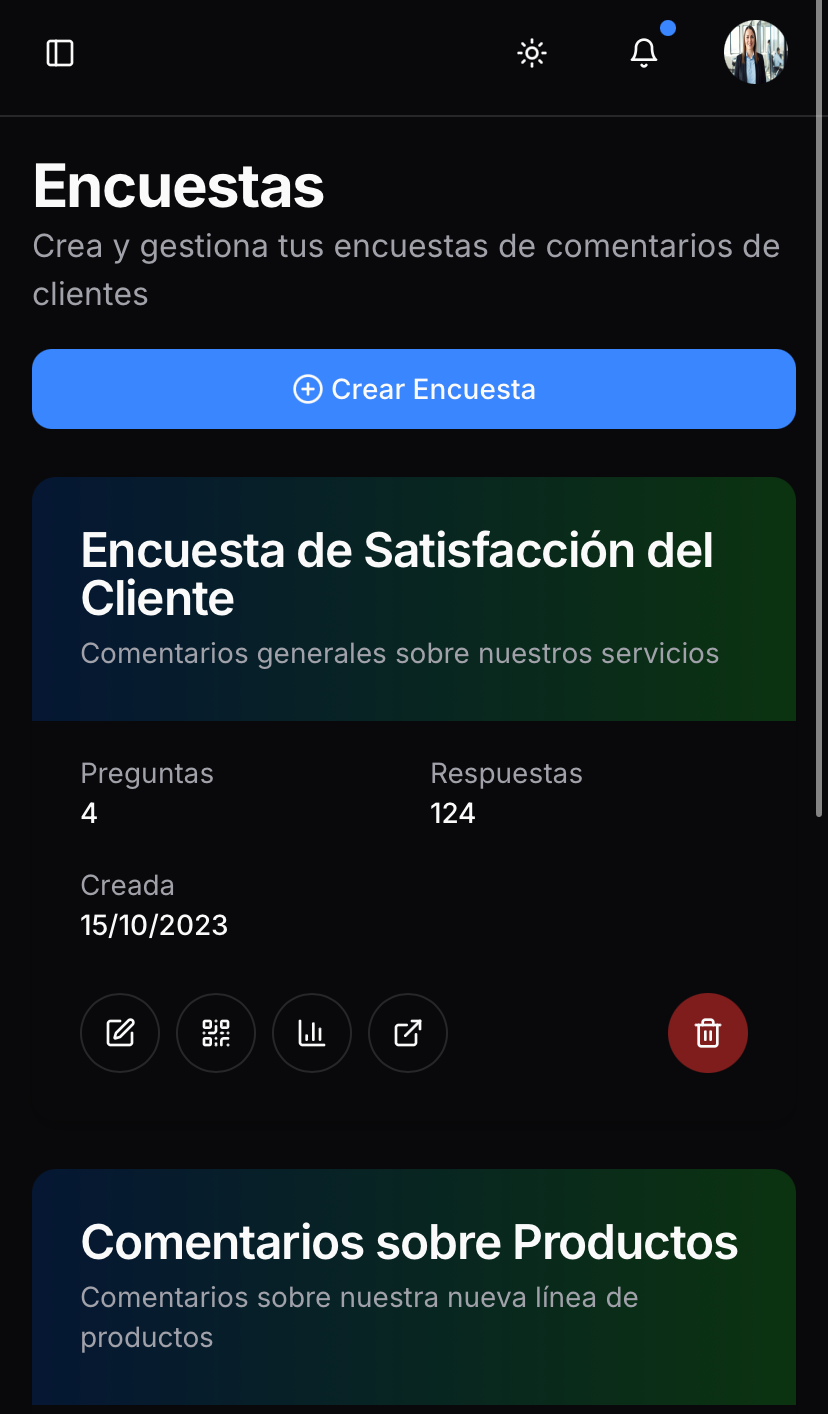 Encuestas
Crea y gestiona tus encuestas de comentarios de
clientes
Crear Encuesta
Encuesta de Satisfacción del
Cliente
Comentarios generales sobre nuestros servicios
Preguntas
4
Respuestas
124
Creada
15/10/2023
Comentarios sobre Productos
Comentarios sobre nuestra nueva línea de
productos